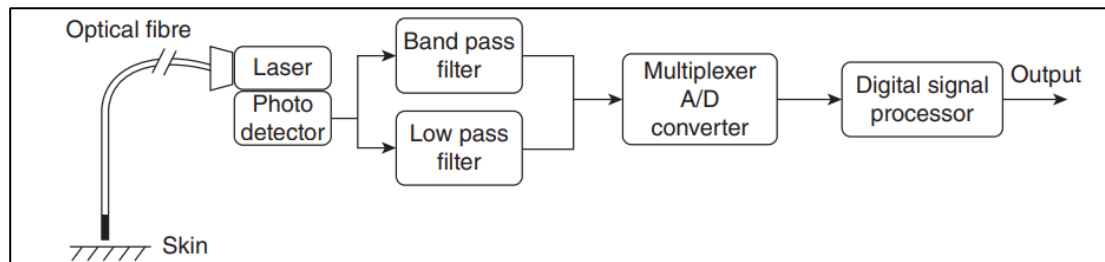 Optical fibre
Laser
Photo
detector
Band pass
filter
Low pass
filter
Multiplexer
A/D
converter
Digital signal
processor
Output
Skin